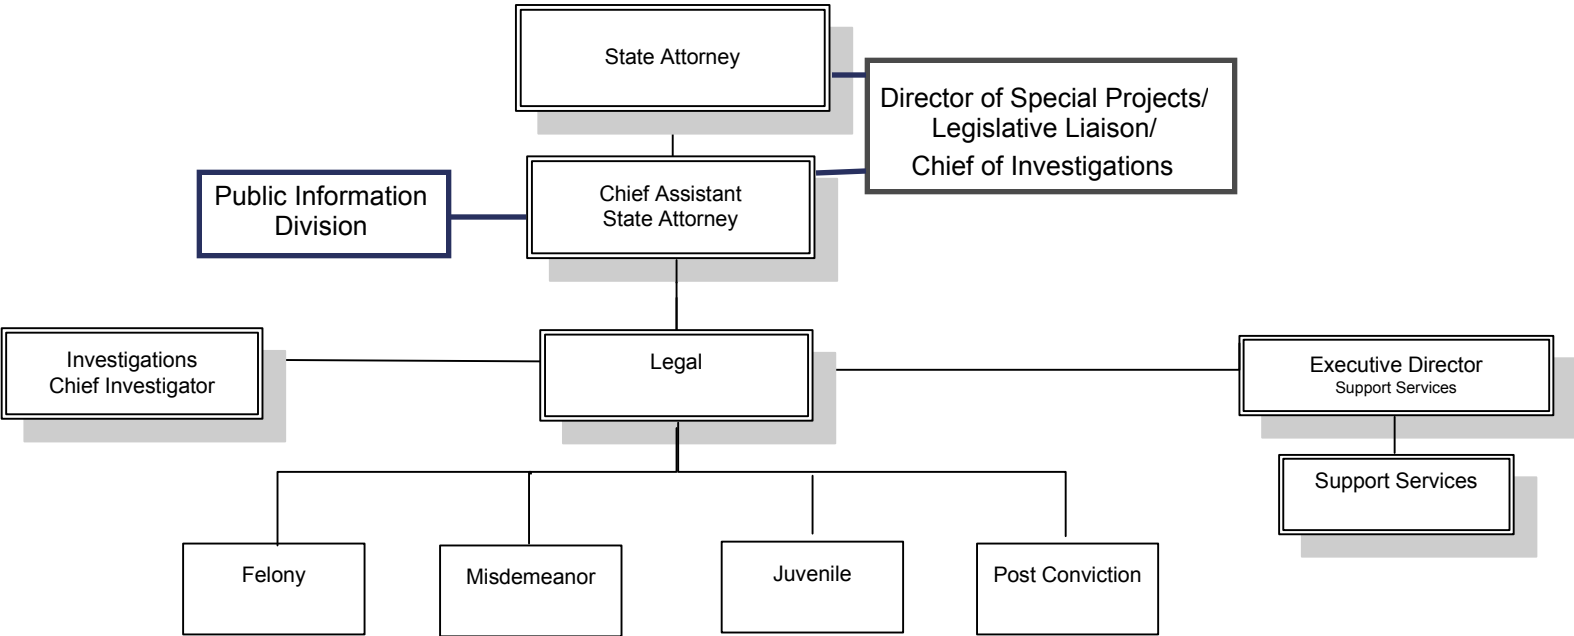 State Attorney
Director of Special Projects/
Legislative Liaison/
Chief of Investigations
Public Information
Division
Chief Assistant
State Attorney
Investigations
Chief Investigator
Legal
Executive Director
Support Services
Support Services
Felony
Misdemeanor
Juvenile
Post Conviction